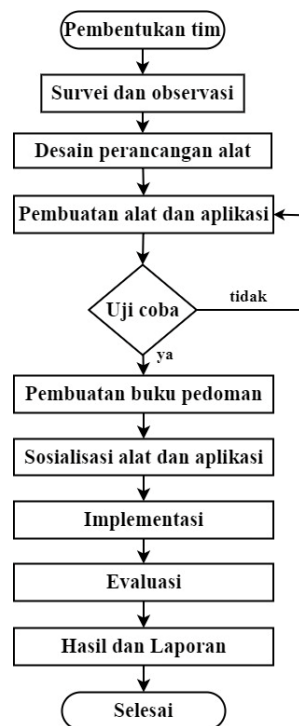 Pembentukan tim
Survei dan observasi
Desain perancangan alat
Pembuatan alat dan aplikasi
Uji coba
tidak
ya
Pembuatan buku pedoman
Sosialisasi alat dan aplikasi
Implementasi
Evaluasi
Hasil dan Laporan
Selesai